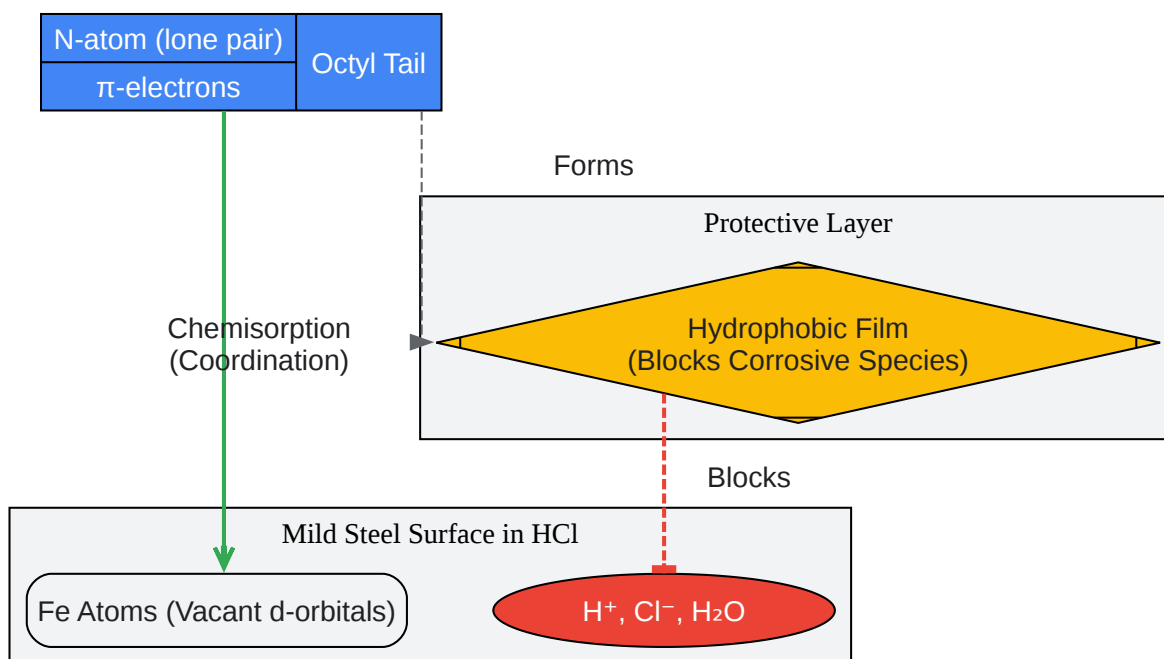 N-atom (lone pair)
π-electrons
Octyl Tail
Forms
Protective Layer
Hydrophobic Film
(Blocks Corrosive Species)
Chemisorption
(Coordination)
Blocks
Mild Steel Surface in HCl
Fe Atoms (Vacant d-orbitals)
H⁺, Cl⁻, H₂O